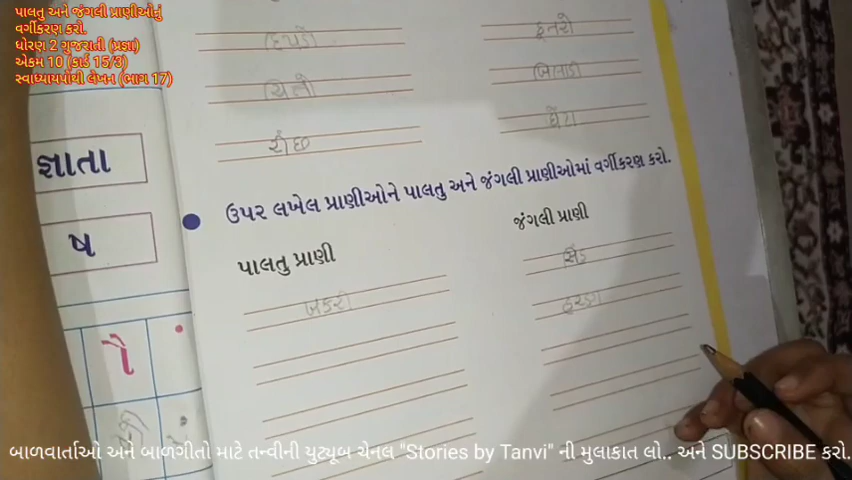 પાલતુ અને જંગલી પ્રાણીઓનું
વર્ગીકરણ કરો.
ધોરણ 2 ગુજરાતી (પ્રજ્ઞા)
એકમ 10 (કાર્ડ 15/3)
સ્વાધ્યાયપોથી લેખન (ભાગ 17)
દિપડો
કૂતરો
ચિત્તો
બિલાડી
રીંછ
ઘેંટા
જ્ઞાતા
ષ
ઉપર લખેલ પ્રાણીઓને પાલતુ અને જંગલી પ્રાણીઓમાં વર્ગીકરણ કરો.
પાલતુ પ્રાણી
જંગલી પ્રાણી
સિંહ
બકરી
હરણ
બાળવાર્તાઓ અને બાળગીતો માટે તન્વીની યુટ્યૂબ ચેનલ "Stories by Tanvi" ની મુલાકાત લો.. અને SUBSCRIBE કરો.